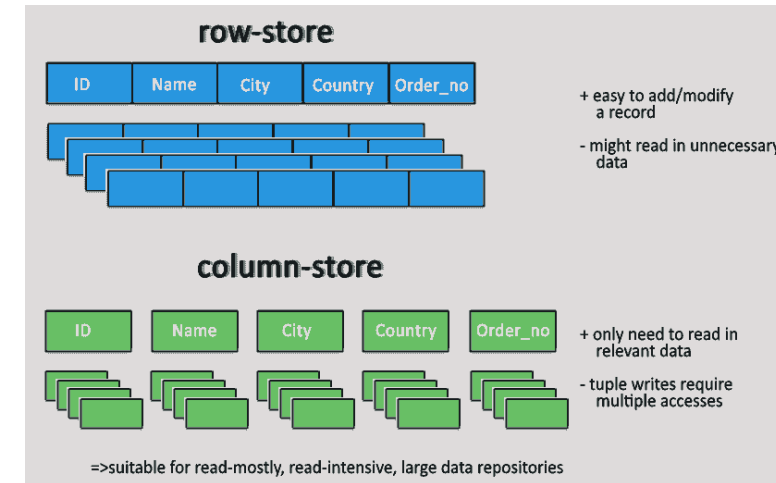 row-store
ID Name City Country Order_no
+ easy to add/modify
a record
- might read in unnecessary
data
column-store
ID Name City Country Order_no
+ only need to read in
relevant data
- tuple writes require
multiple accesses
=>suitable for read-mostly, read-intensive, large data repositories